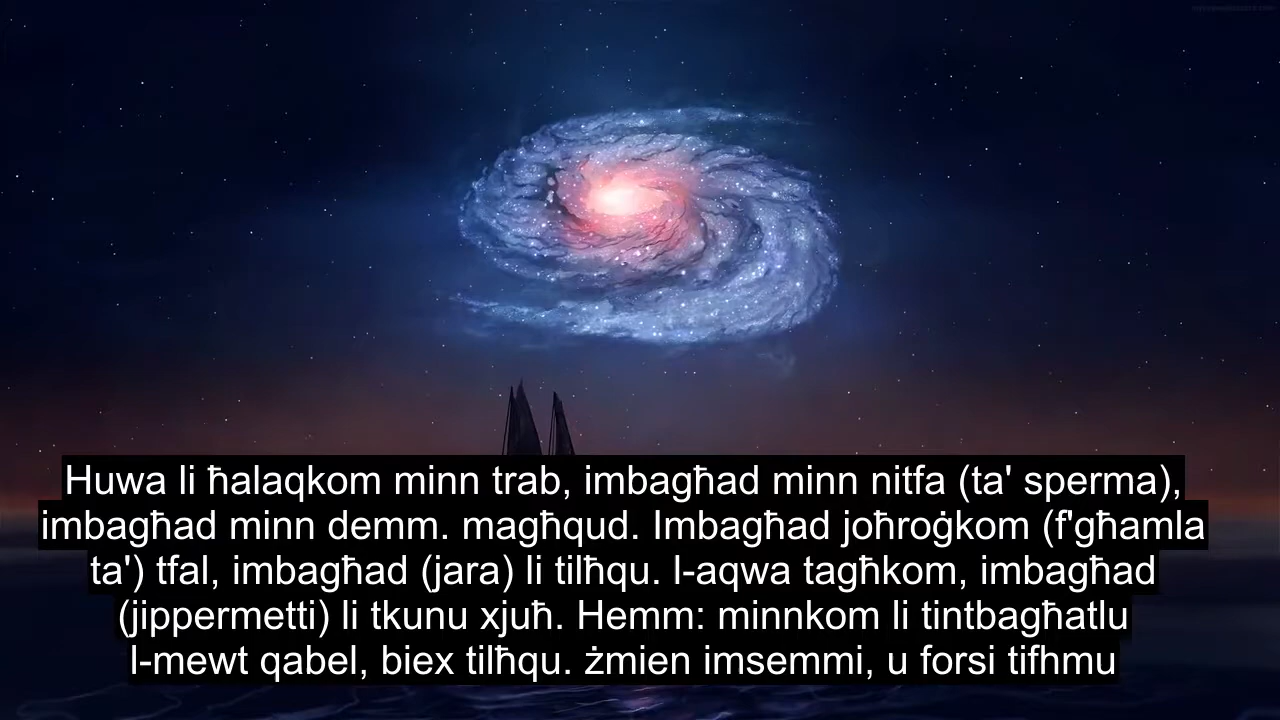 Huwa li ħalaqkom minn trab, imbagħad minn nitfa (ta' sperma),
imbagħad minn demm. magħqud. Imbagħad joħroġkom (f'għamla
ta') tfal, imbagħad (jara) li tilħqu. l-aqwa tagħkom, imbagħad
(jippermetti) li tkunu xjuħ. Hemm: minnkom li tintbagħatlu
l-mewt qabel, biex tilħqu. żmien imsemmi, u forsi tifhmu